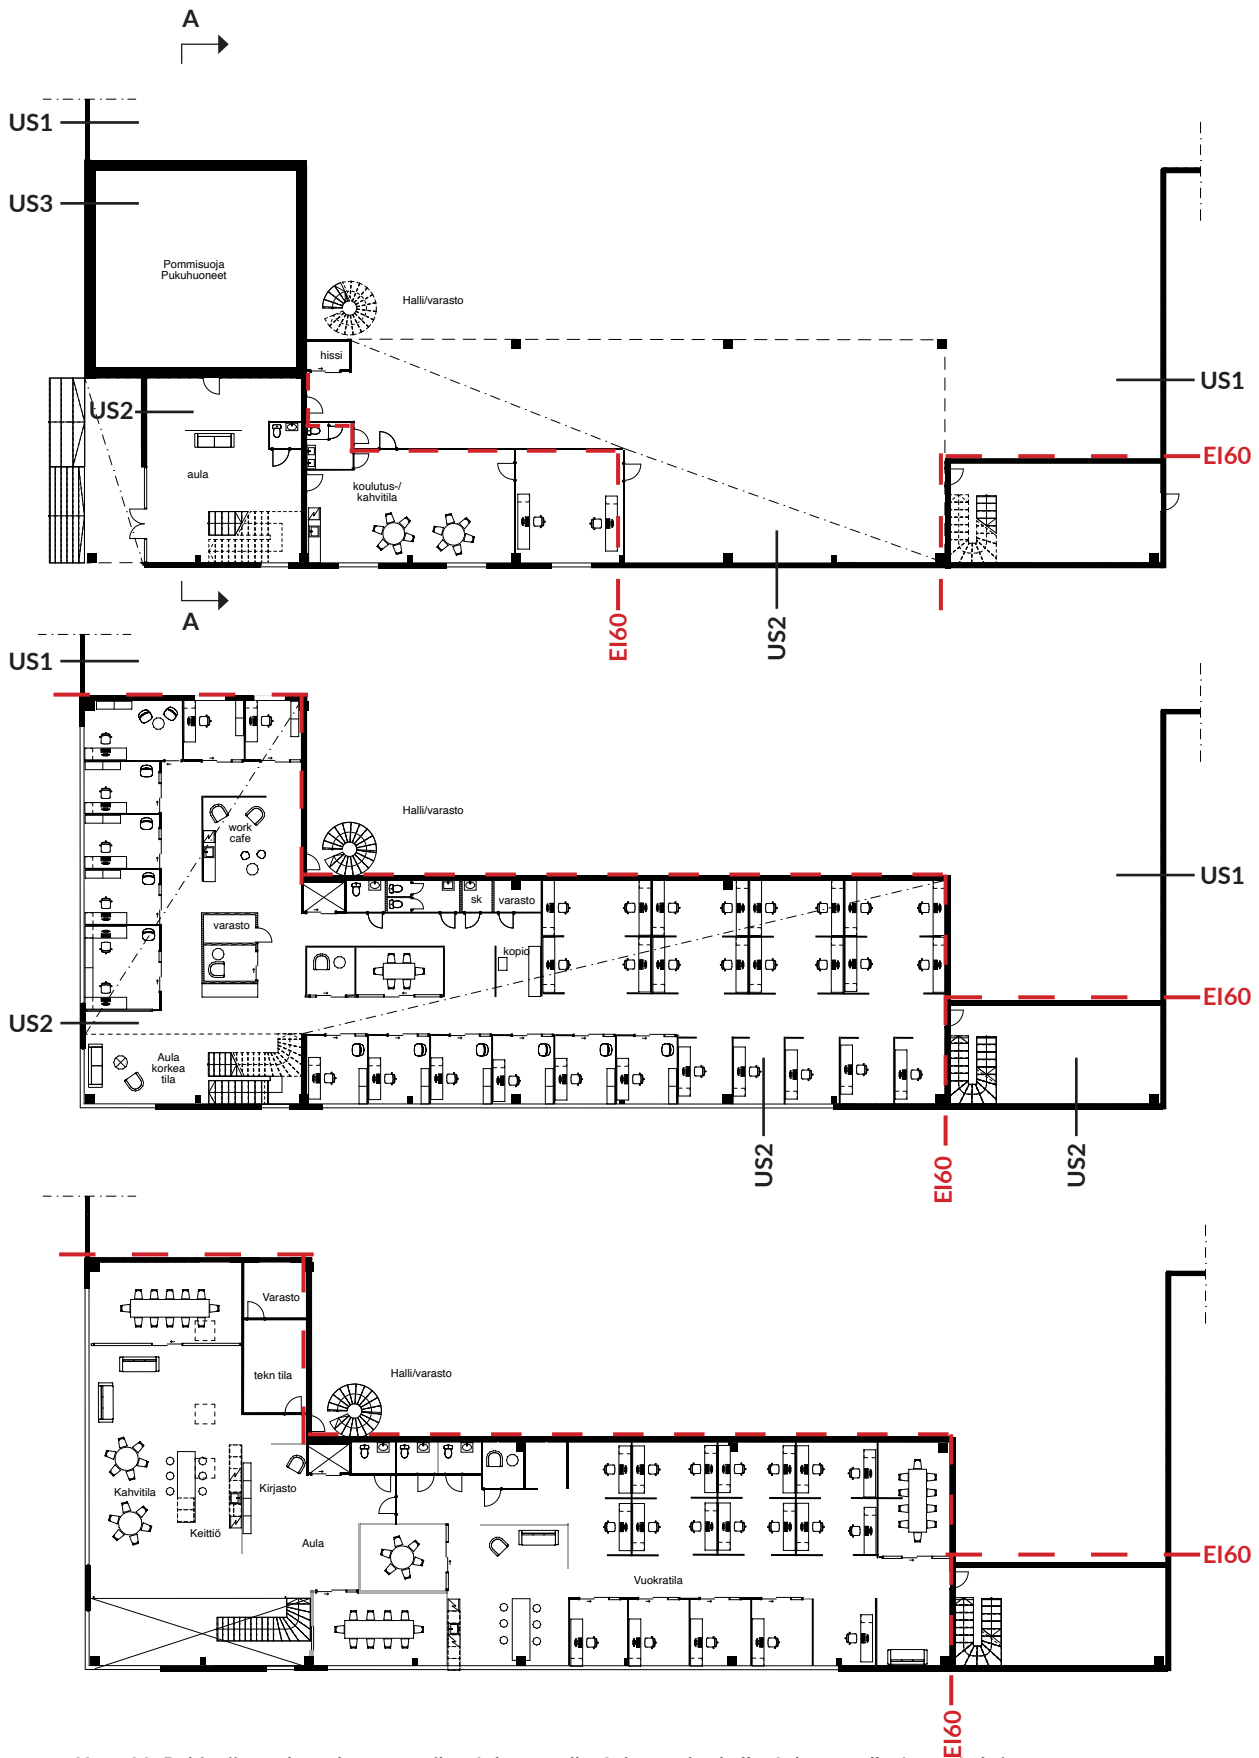 A
US1
US3
Pommisuoja
Pukuhuoneet
Halli/varasto
hissi
US1
US2
aula
koulutus-/
kahvitila
EI60
A
EI60
US2
US1
Halli/varasto
work
cafe
US1
sk
varasto
varasto
kopio
EI60
US2
Aula
korkea
tila
US2
EI60
US2
Varasto
tekn tila
Halli/varasto
Kirjasto
Kahvitila
Keittiö
Aula
EI60
Vuokratila
EI60